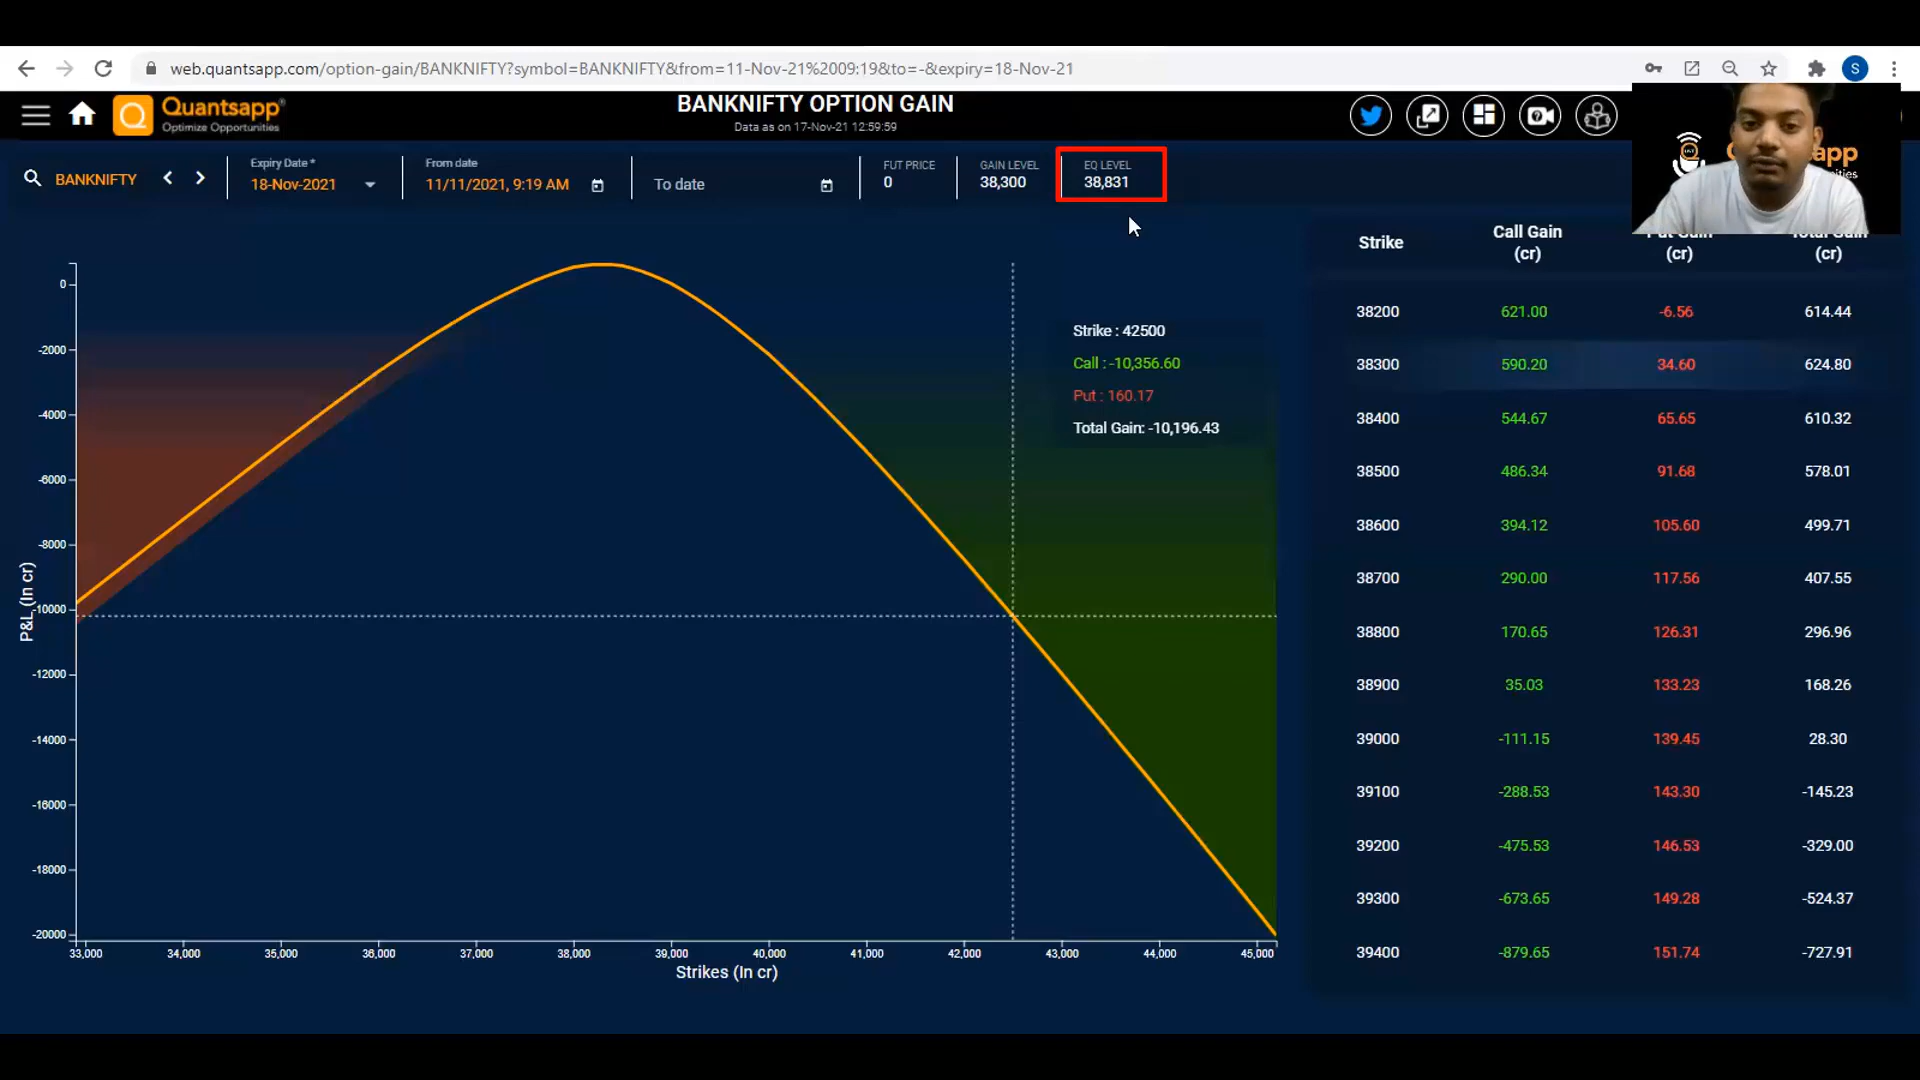 web.quantsapp.com/option-gain/BANKNIFTY?symbol=BANKNIFTY&from=11-Nov-21%2009:19&to=-&expiry=18-Nov-21
S
Quantsapp
Optimize Opportunities
BANKNIFTY OPTION GAIN
Data as on 17-Nov-21 12:59:59
BANKNIFTY
Expiry Date *
18-Nov-2021
From date
11/11/2021, 9:19 AM
To date
FUT PRICE
0
GAIN LEVEL
38,300
EQ LEVEL
38,831
Strike Call Gain (cr) Put Gain (cr) Total Gain (cr)
38200 621.00 -6.56 614.44
38300 590.20 34.60 624.80
38400 544.67 65.65 610.32
38500 486.34 91.68 578.01
38600 394.12 105.60 499.71
38700 290.00 117.56 407.55
38800 170.65 126.31 296.96
38900 35.03 133.23 168.26
39000 -111.15 139.45 28.30
39100 -288.53 143.30 -145.23
39200 -475.53 146.53 -329.00
39300 -673.65 149.28 -524.37
39400 -879.65 151.74 -727.91
Strike : 42500
Call : -10,356.60
Put : 160.17
Total Gain: -10,196.43
P&L (In cr)
0
-2000
-4000
-6000
-8000
-10000
-12000
-14000
-16000
-18000
-20000
33,000 34,000 35,000 36,000 37,000 38,000 39,000 40,000 41,000 42,000 43,000 44,000 45,000
Strikes (In cr)